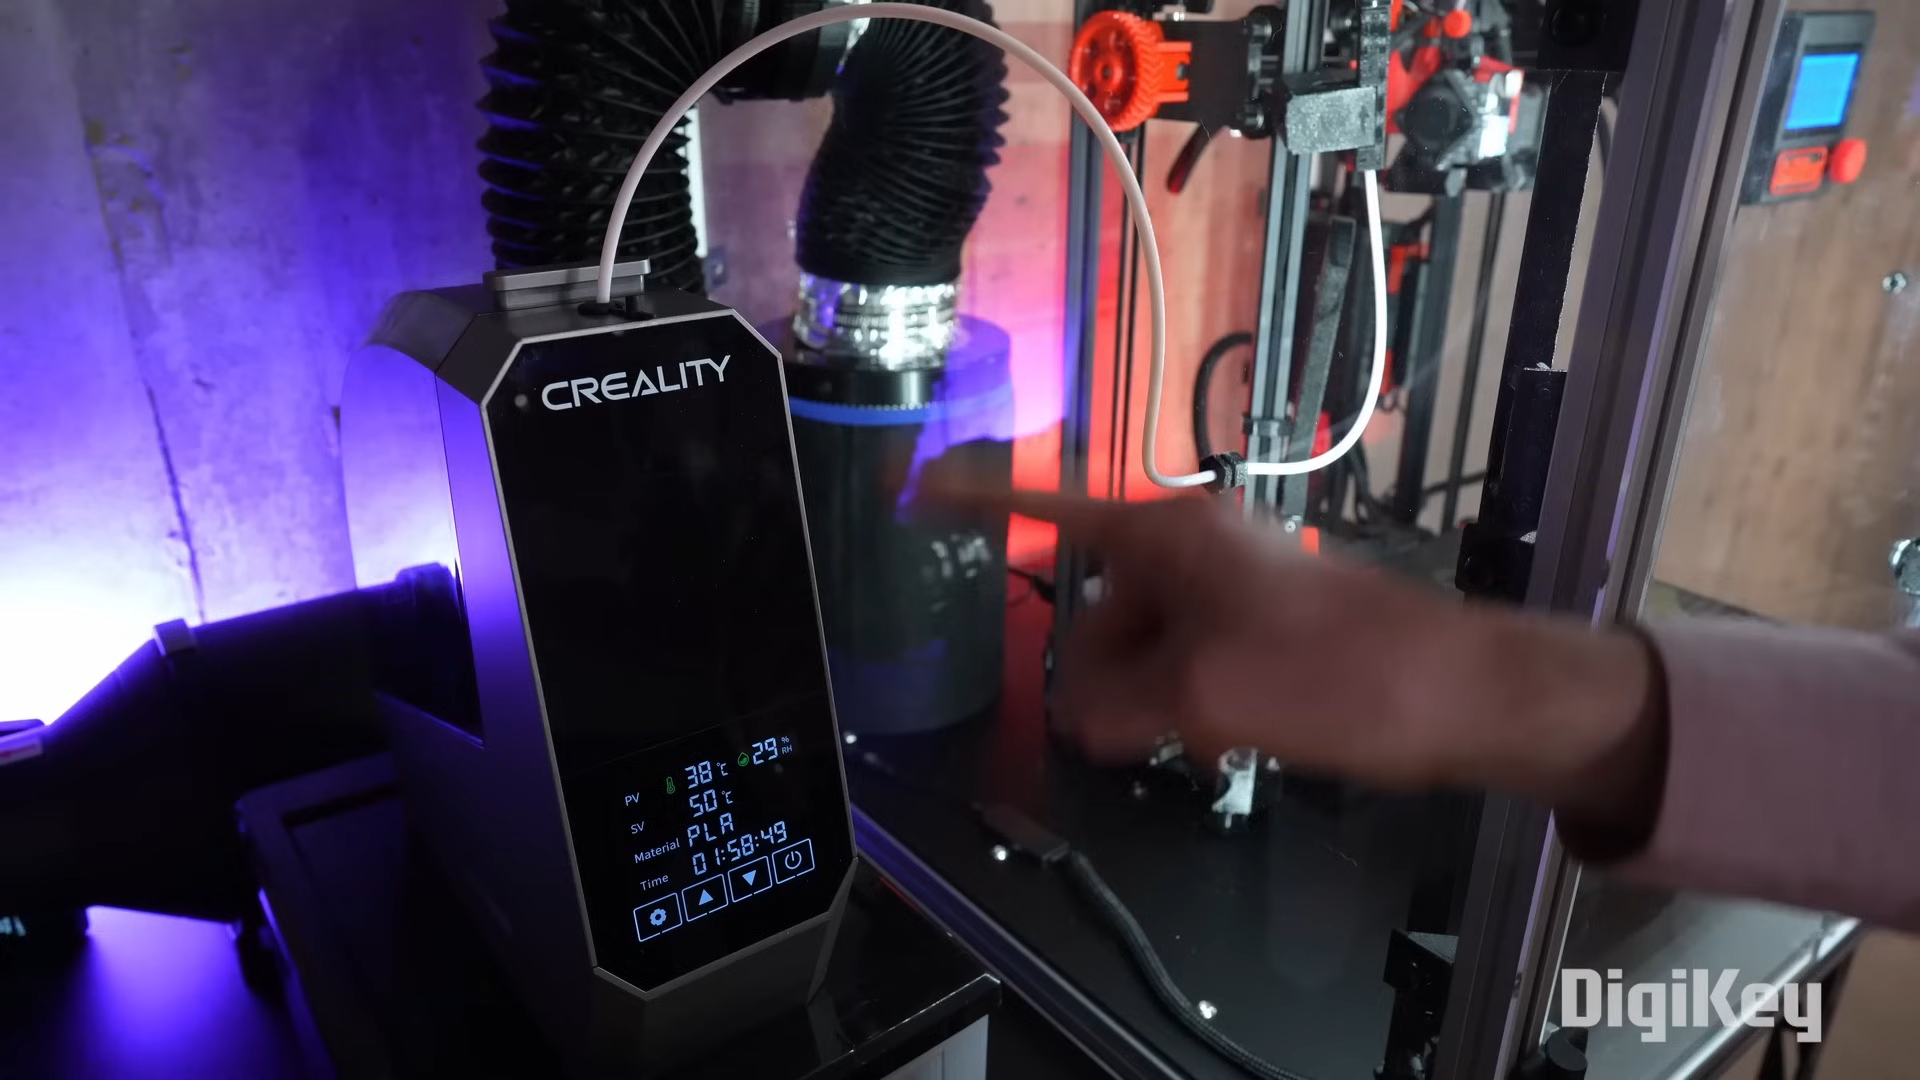 CREALITY
PV 38 °C 29 % RH
SV 50 °C
Material PLA
Time 01:58:49
DigiKey